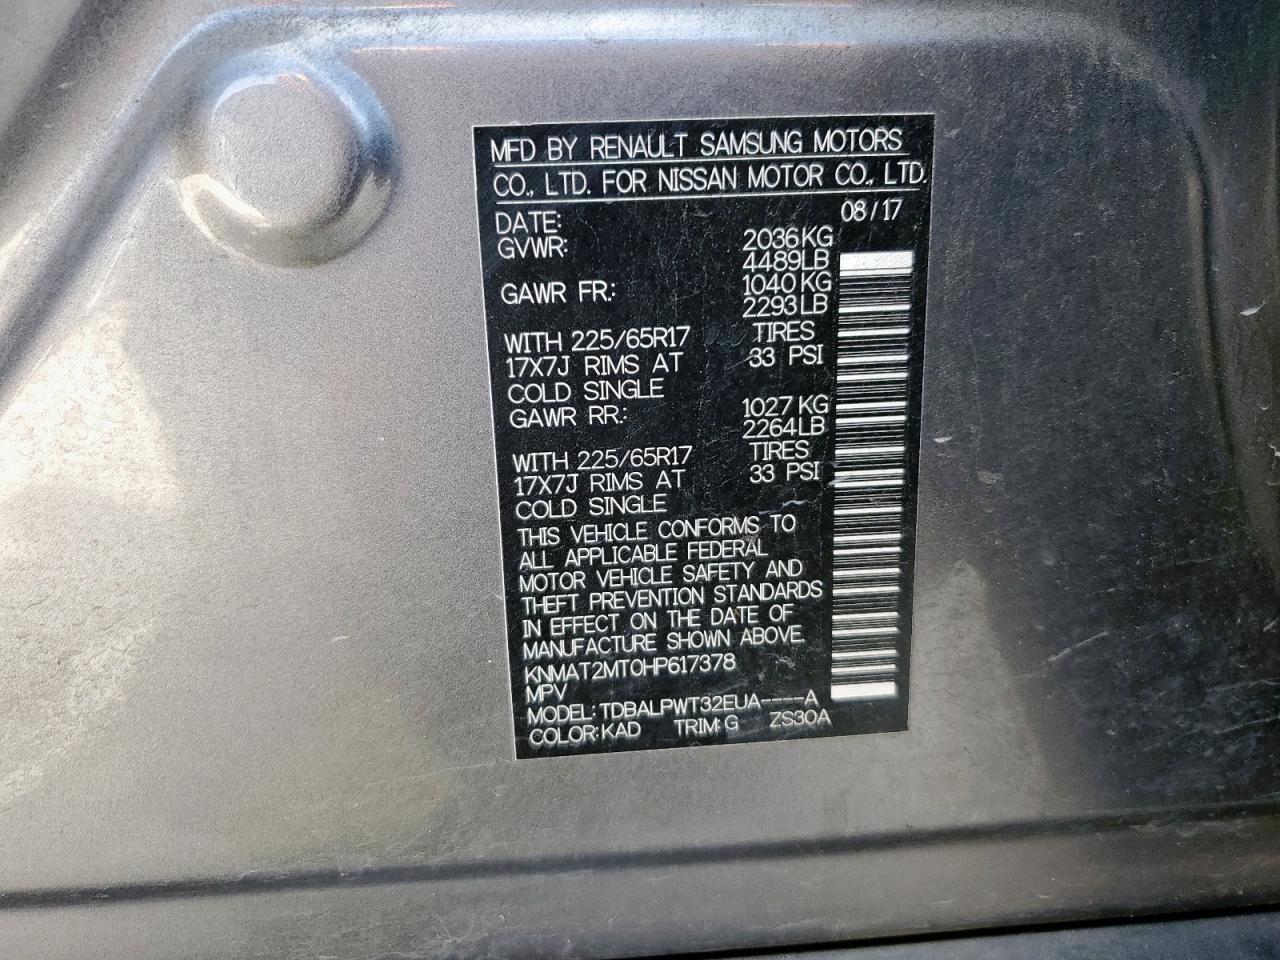 MFD BY RENAULT SAMSUNG MOTORS
CO., LTD. FOR NISSAN MOTOR CO., LTD.
DATE: 08/17
GVWR: 2036KG
4489LB
GAWR FR: 1040KG
2293LB
WITH 225/65R17 TIRES
17X7J RIMS AT 33 PSI
COLD SINGLE
GAWR RR: 1027KG
2264LB
WITH 225/65R17 TIRES
17X7J RIMS AT 33 PSI
COLD SINGLE
THIS VEHICLE CONFORMS TO
ALL APPLICABLE FEDERAL
MOTOR VEHICLE SAFETY AND
THEFT PREVENTION STANDARDS
IN EFFECT ON THE DATE OF
MANUFACTURE SHOWN ABOVE.
KNMAT2MT0HP617378
MPV
MODEL: TDBALPWT32EUA----A
COLOR: KAD TRIM: G ZS30A